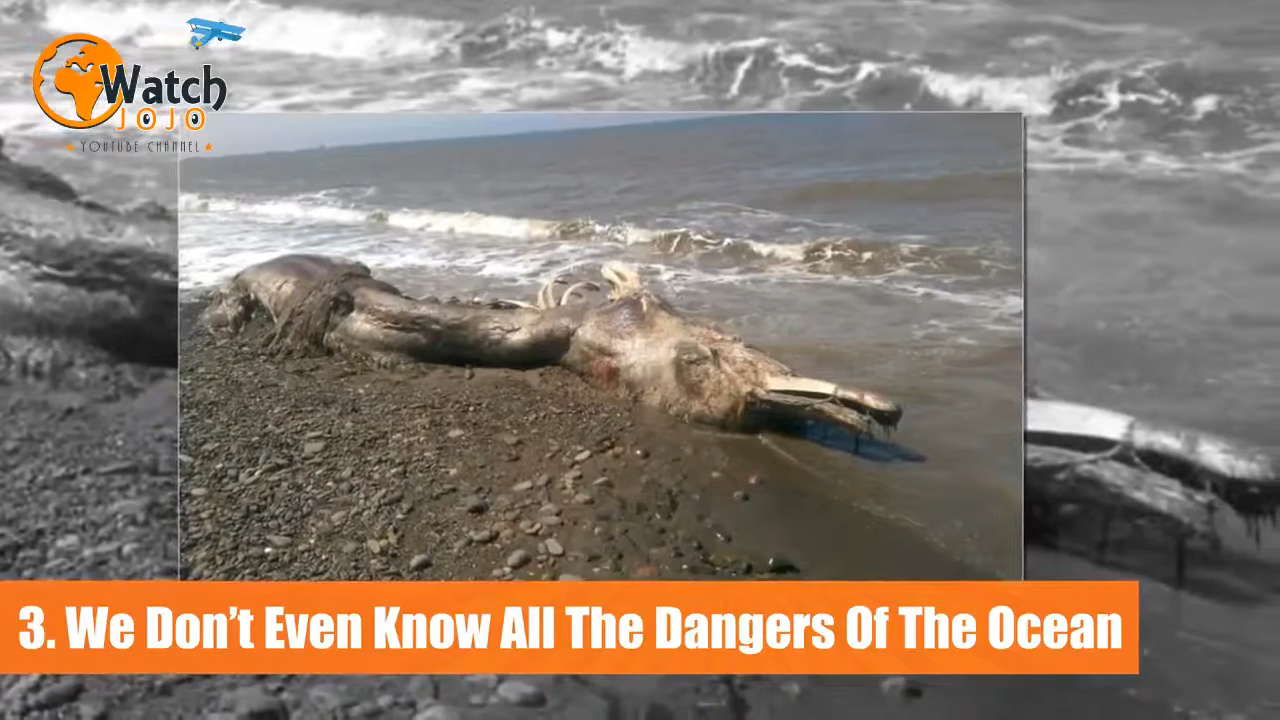 Watch
JOJO
YOUTUBE CHANNEL
3. We Don’t Even Know All The Dangers Of The Ocean